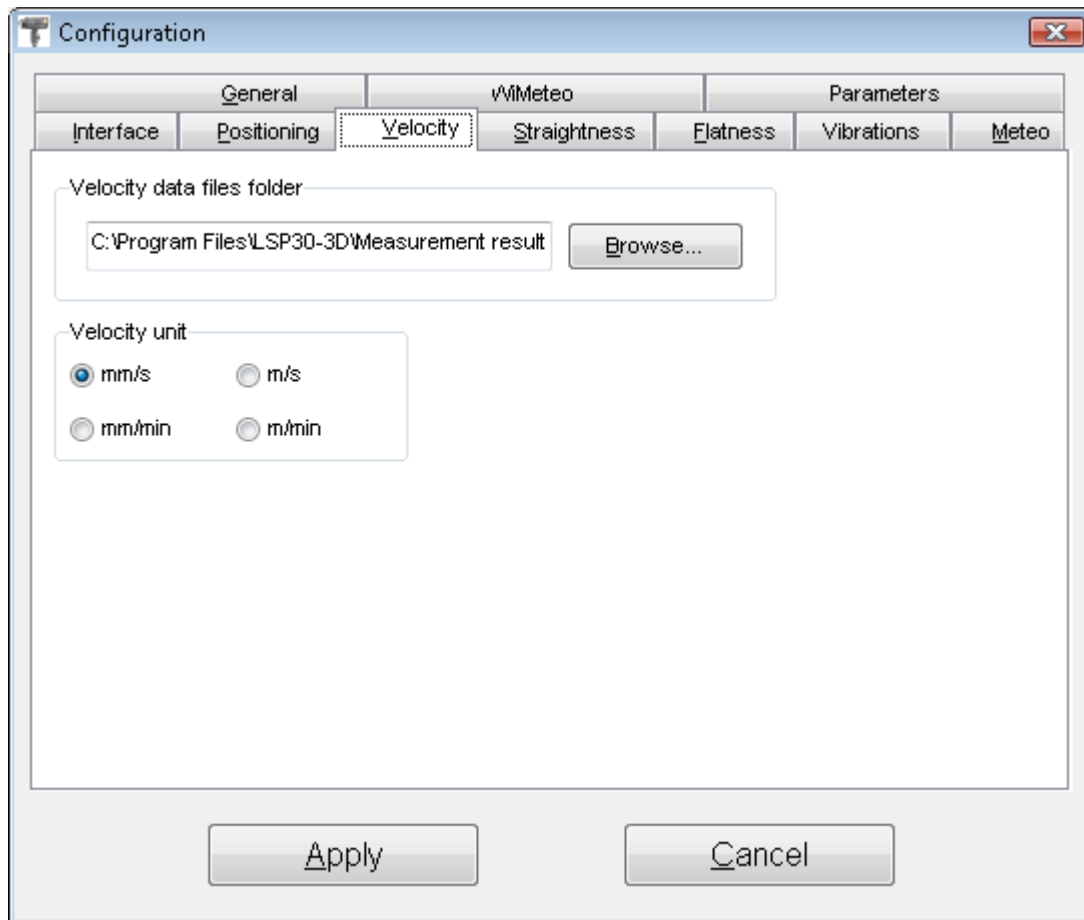 Configuration
General WiMeteo Parameters
Interface Positioning Velocity Straightness Flatness Vibrations Meteo
Velocity data files folder
C:\Program Files\LSP30-3D\Measurement result Browse...
Velocity unit
mm/s m/s
mm/min m/min
Apply Cancel